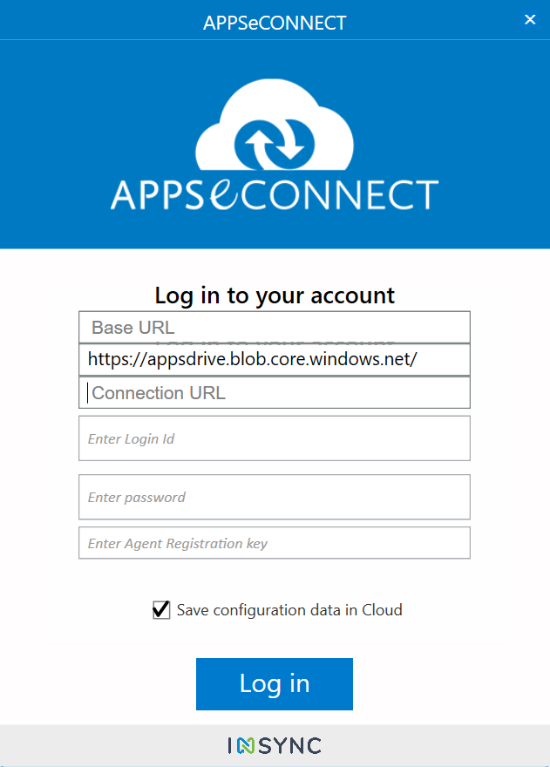 APPSeCONNECT
APPSeCONNECT
Log in to your account
Base URL
https://appsdrive.blob.core.windows.net/
Connection URL
Enter Login Id
Enter password
Enter Agent Registration key
Save configuration data in Cloud
Log in
INSYNC